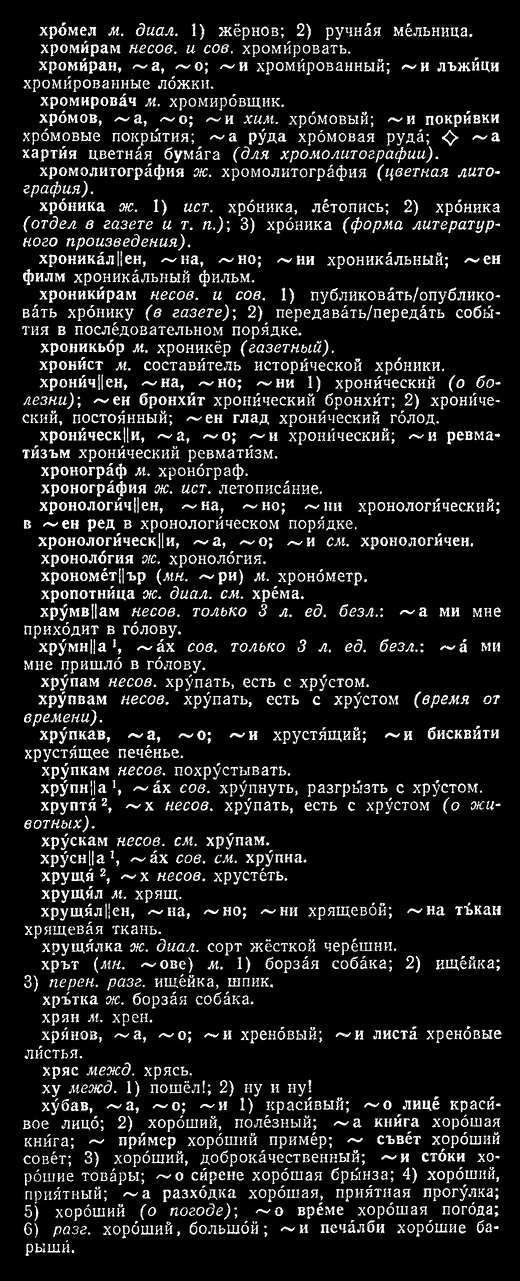 хро́мел м. диал. 1) жёрнов; 2) ручна́я ме́льница.
хроми́рам несов. и сов. хроми́ровать.
хроми́ран, ~а, ~о; ~и хроми́рованный; ~и лъжи́ци
хроми́рованные ло́жки.
хромирова́ч м. хромиро́вщик.
хро́мов, ~а, ~о; ~и хим. хро́мовый; ~и покри́вки
хро́мовые покры́тия; ~а ру́да хро́мовая руда́; ◇ ~а
харти́я цветна́я бума́га (для хромолитографии).
хромолитогра́фия ж. хромолитогра́фия (цветная лито-
графия).
хро́ника ж. 1) ист. хро́ника, ле́топись; 2) хро́ника
(отдел в газете и т. п.); 3) хро́ника (форма литератур-
ного произведения).
хроника́л||ен, ~на, ~но; ~ни хроника́льный; ~ен
филм хроника́льный фильм.
хроники́рам несов. и сов. 1) публикова́ть/опублико-
ва́ть хро́нику (в газете); 2) передава́ть/переда́ть собы́-
тия в после́довательном поря́дке.
хроникьо́р м. хроникёр (газетный).
хрони́ст м. состави́тель истори́ческой хро́ники.
хрони́ч||ен, ~на, ~но; ~ни 1) хрони́ческий (о бо-
лезни); ~ен бронхи́т хрони́ческий бронхи́т; 2) хрони́че-
ский, постоя́нный; ~ен глад хрони́ческий го́лод.
хрони́ческ||и, ~а, ~о; ~и хрони́ческий; ~и ревма-
ти́зъм хрони́ческий ревмати́зм.
хроногра́ф м. хроно́граф.
хроногра́фия ж. ист. летописа́ние.
хронологи́ч||ен, ~на, ~но; ~ни хронологи́ческий;
в ~ен ред в хронологи́ческом поря́дке.
хронологи́ческ||и, ~а, ~о; ~и см. хронологи́чен.
хроноло́гия ж. хроноло́гия.
хрономе́т||ър (мн. ~ри) м. хроно́метр.
хропотни́ца ж. диал. см. хре́ма.
хру́мв||ам несов. только 3 л. ед. безл.: ~а ми мне
прихо́дит в го́лову.
хру́мн||а ¹, ~ах сов. только 3 л. ед. безл.: ~а́ ми
мне пришло́ в го́лову.
хру́пам несов. хру́пать, есть с хру́стом.
хру́пвам несов. хру́пать, есть с хру́стом (время от
времени).
хру́пкав, ~а, ~о; ~и хрустя́щий; ~и бискви́ти
хрустя́щее пече́нье.
хру́пкам несов. похру́стывать.
хру́пн||а ¹, ~а́х сов. хру́пнуть, разгры́зть с хру́стом.
хруптя́ ², ~х несов. хру́пать, есть с хру́стом (о жи-
вотных).
хру́скам несов. см. хру́пам.
хру́сн||а ¹, ~а́х сов. см. хру́пна.
хрущя́ ², ~х несов. хрусте́ть.
хрущя́л м. хрящ.
хрущя́л||ен, ~на, ~но; ~ни хрящево́й; ~на тъ́кан
хрящева́я ткань.
хрущя́лка ж. диал. сорт жёсткой чере́шни.
хрът (мн. ~ове) м. 1) борза́я соба́ка; 2) ище́йка;
3) перен. разг. ище́йка, шпик.
хръ́тка ж. борза́я соба́ка.
хрян м. хрен.
хря́нов, ~а, ~о; ~и хрено́вый; ~и листа́ хрено́вые
ли́стья.
хряс межд. хрясь.
ху межд. 1) пошёл!; 2) ну и ну!
ху́бав, ~а, ~о; ~и 1) краси́вый; ~о лице́ краси́-
вое лицо́; 2) хоро́ший, поле́зный; ~а кни́га хоро́шая
кни́га; ~ приме́р хоро́ший приме́р; ~ съве́т хоро́ший
сове́т; 3) хоро́ший, доброка́чественный; ~и сто́ки хо-
ро́шие това́ры; ~о си́рене хоро́шая бры́нза; 4) хоро́ший,
прия́тный; ~а разхо́дка хоро́шая, прия́тная прогу́лка;
5) хоро́ший (о погоде); ~о вре́ме хоро́шая пого́да;
6) разг. хоро́ший, большо́й; ~и печа́лби хоро́шие ба-
рыши́.